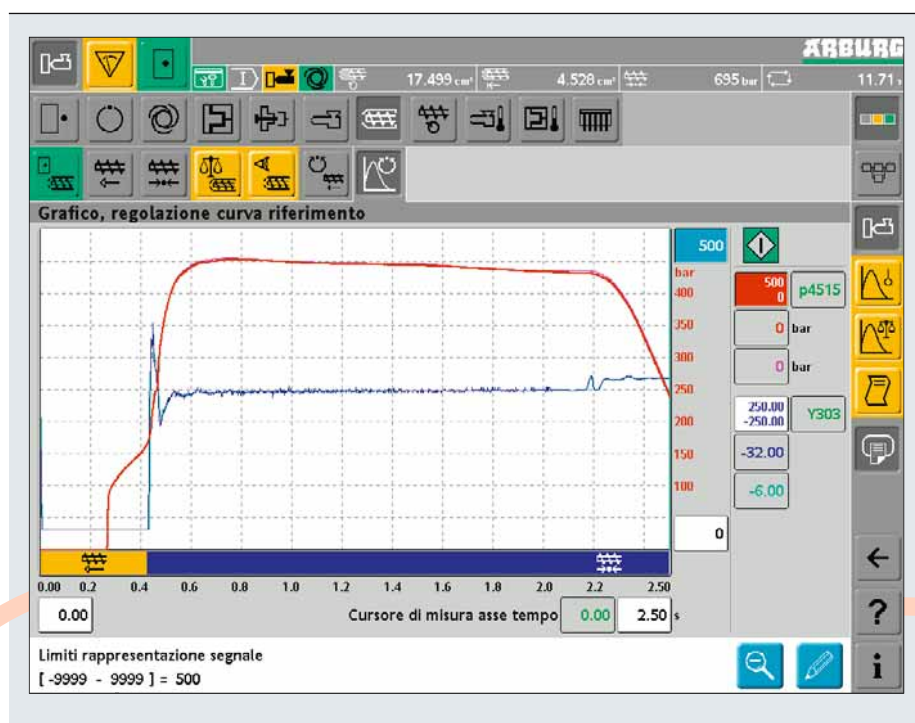 ARBURG
17.499 cm³ 4.528 cm³ 695 bar 11.71 s
Grafico, regolazione curva riferimento
500
bar
400
350
300
250
200
150
100
0
500
0
p4515
0 bar
0 bar
250.00
-250.00
Y303
-32.00
-6.00
0.00 0.2 0.4 0.6 0.8 1.0 1.2 1.4 1.6 1.8 2.0 2.2 2.50
0.00 Cursore di misura asse tempo 0.00 2.50 s
Limiti rappresentazione segnale
[ -9999 - 9999 ] = 500